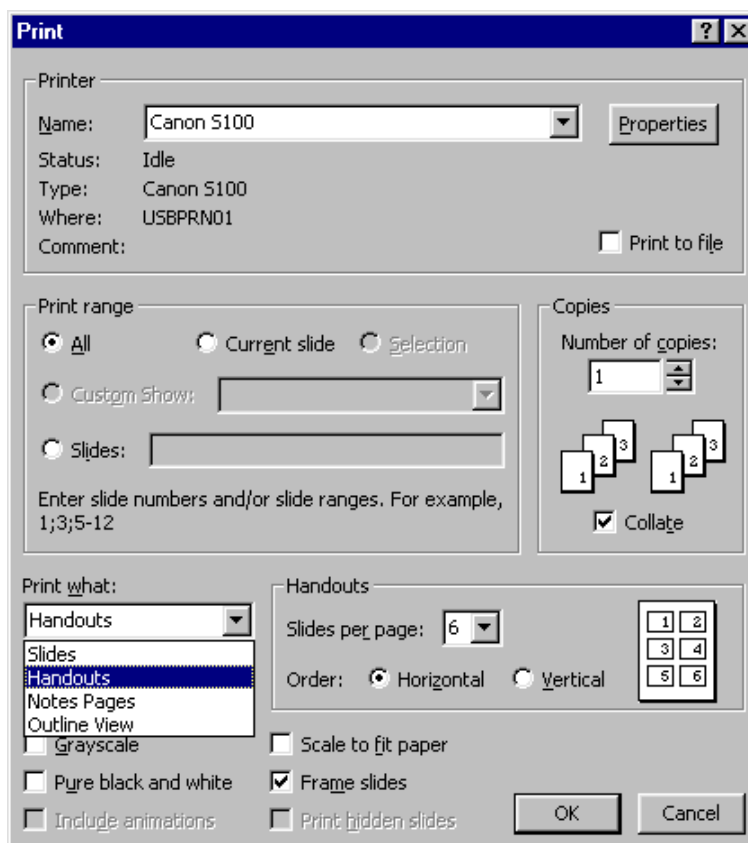 Print
Printer
Name: Canon S100 Properties
Status: Idle
Type: Canon S100
Where: USBPRN01
Comment:
Print to file
Print range
All Current slide Selection
Custom Show:
Slides:
Enter slide numbers and/or slide ranges. For example,
1;3;5-12
Copies
Number of copies:
1
1 2 3 1 2 3
Collate
Print what:
Handouts
Slides
Handouts
Notes Pages
Outline View
Handouts
Slides per page: 6
Order: Horizontal Vertical
1 2
3 4
5 6
Grayscale Scale to fit paper
Pure black and white Frame slides
Include animations Print hidden slides
OK Cancel